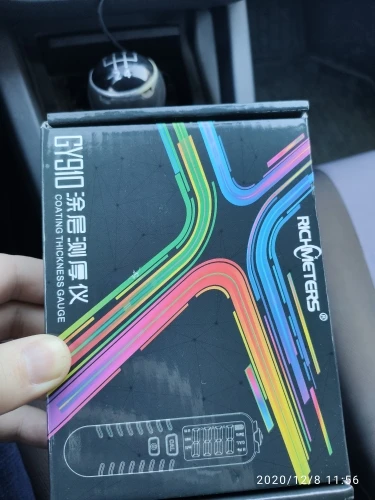 GY910 涂层测厚仪
COATING THICKNESS GAUGE
RICHMETERS®
2020/12/8 11:56